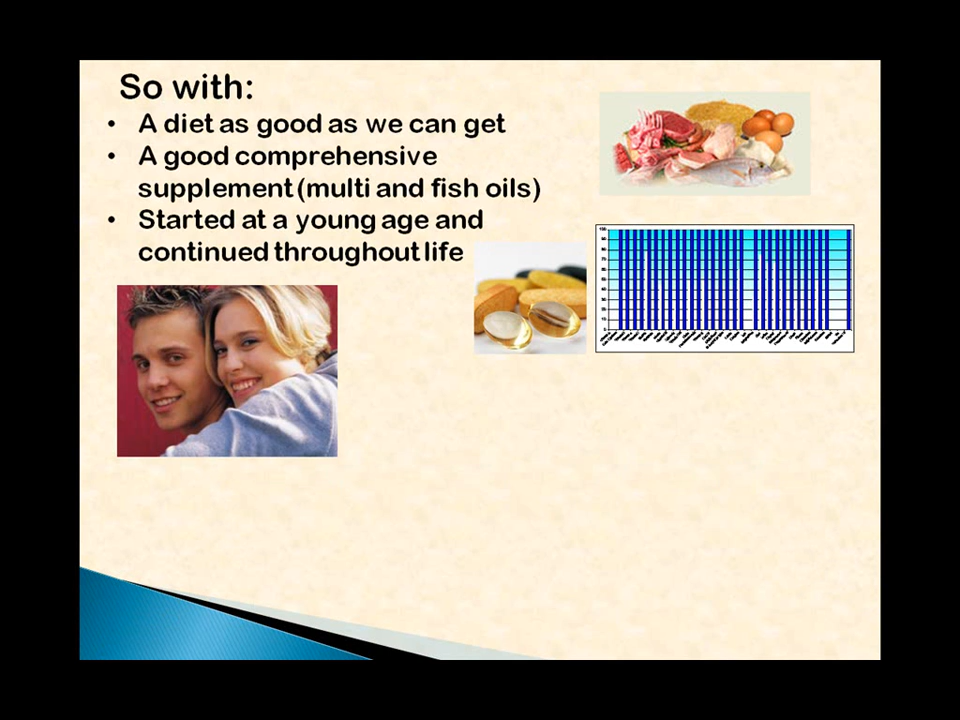 So with:
• A diet as good as we can get
• A good comprehensive
supplement (multi and fish oils)
• Started at a young age and
continued throughout life